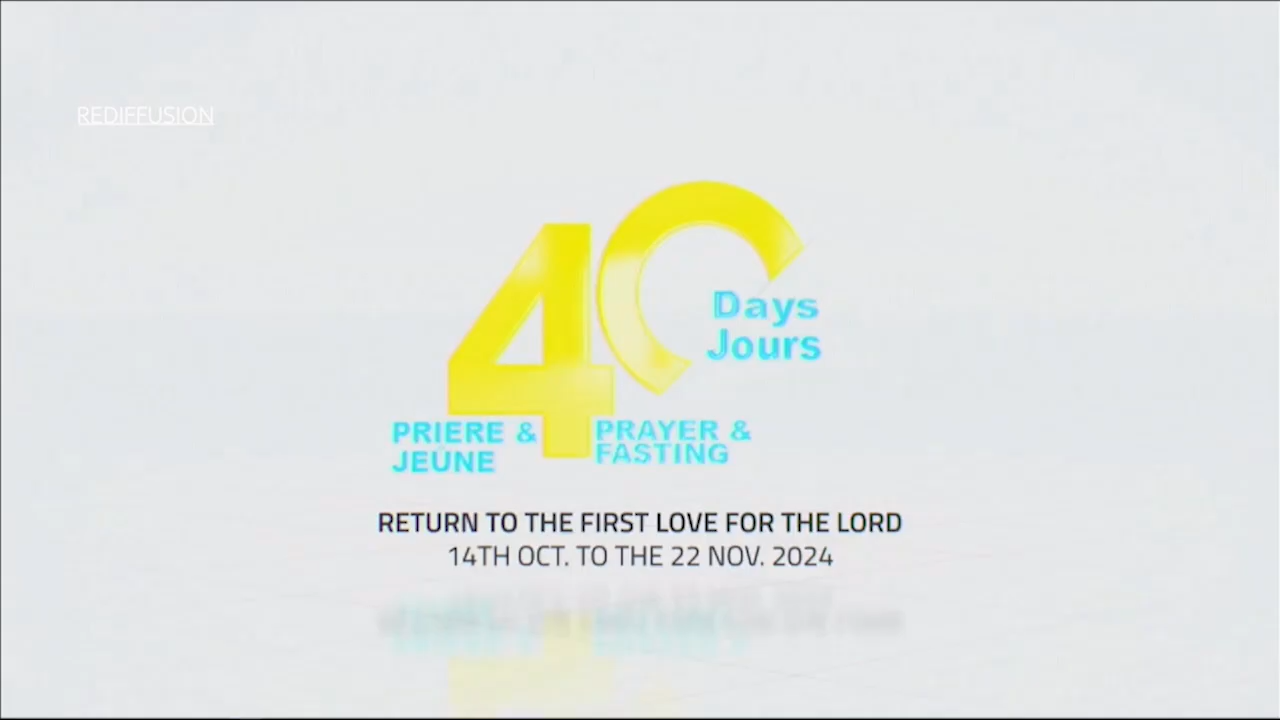 REDIFFUSION
40
Days
Jours
PRIERE &
JEÛNE
PRAYER &
FASTING
RETURN TO THE FIRST LOVE FOR THE LORD
14TH OCT. TO THE 22 NOV. 2024